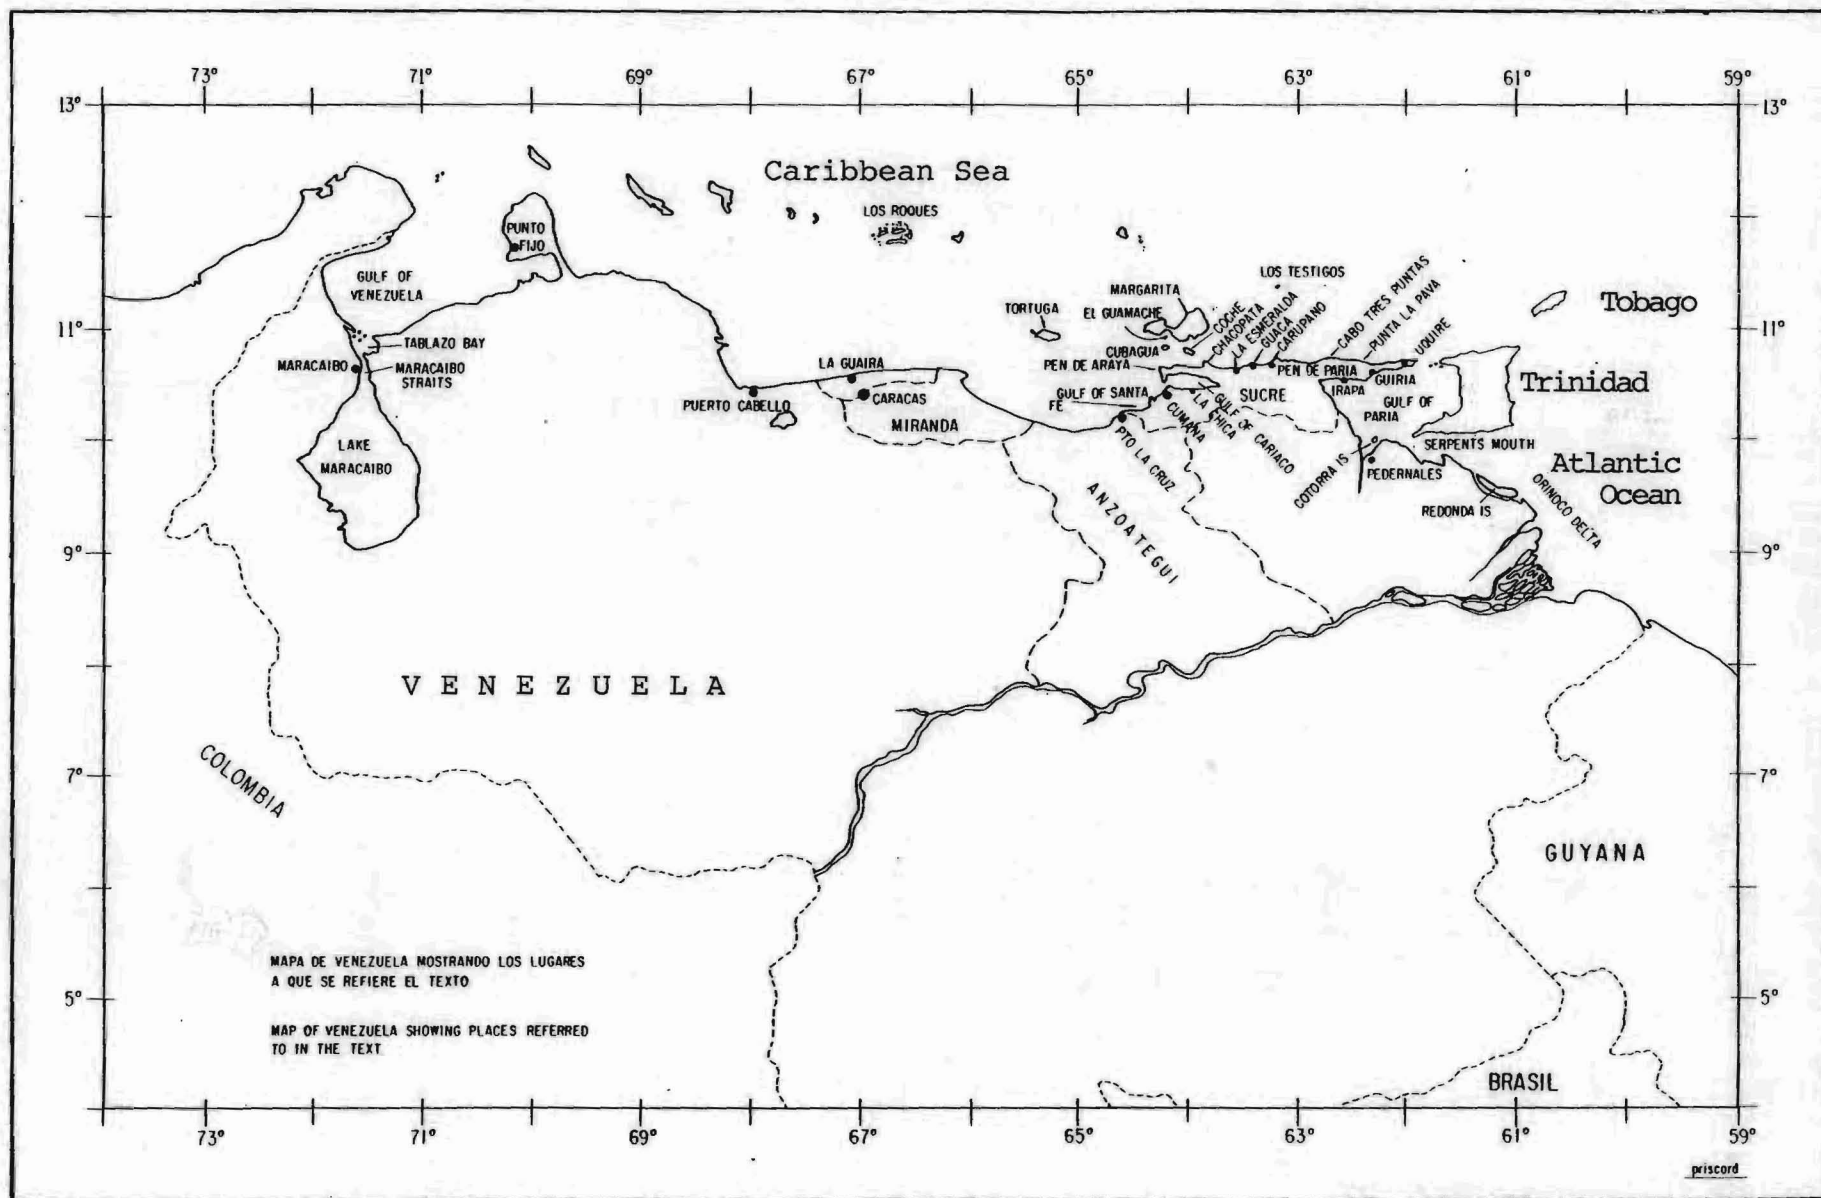 73°
71°
69°
67°
65°
63°
61°
59°
13°
13°
Caribbean Sea
LOS ROQUES
PUNTO
FIJO
GULF OF
VENEZUELA
LOS TESTIGOS
MARGARITA
TORTUGA
EL GUAMACHE
COCHE
CHACOPATA
LA ESMERALDA
GUACA
CARUPANO
CABO TRES PUNTAS
PUNTA LA PAVA
UQUIRE
Tobago
11°
11°
TABLAZO BAY
CUBAGUA
MARACAIBO
MARACAIBO
STRAITS
LA GUAIRA
PEN DE ARAYA
PEN DE PARIA
GUIRIA
IRAPA
Trinidad
PUERTO CABELLO
CARACAS
GULF OF SANTA
FE
SUCRE
GULF OF
PARIA
MIRANDA
CUMANA
LA CHICA
GULF OF CARIACO
PTO LA CRUZ
SERPENTS MOUTH
LAKE
MARACAIBO
COTORRA IS
PEDERNALES
Atlantic
Ocean
ANZOATEGUI
REDONDA IS
ORINOCO DELTA
9°
9°
VENEZUELA
COLOMBIA
7°
7°
GUYANA
MAPA DE VENEZUELA MOSTRANDO LOS LUGARES
A QUE SE REFIERE EL TEXTO
5°
5°
MAP OF VENEZUELA SHOWING PLACES REFERRED
TO IN THE TEXT
BRASIL
73°
71°
69°
67°
65°
63°
61°
59°
priscord